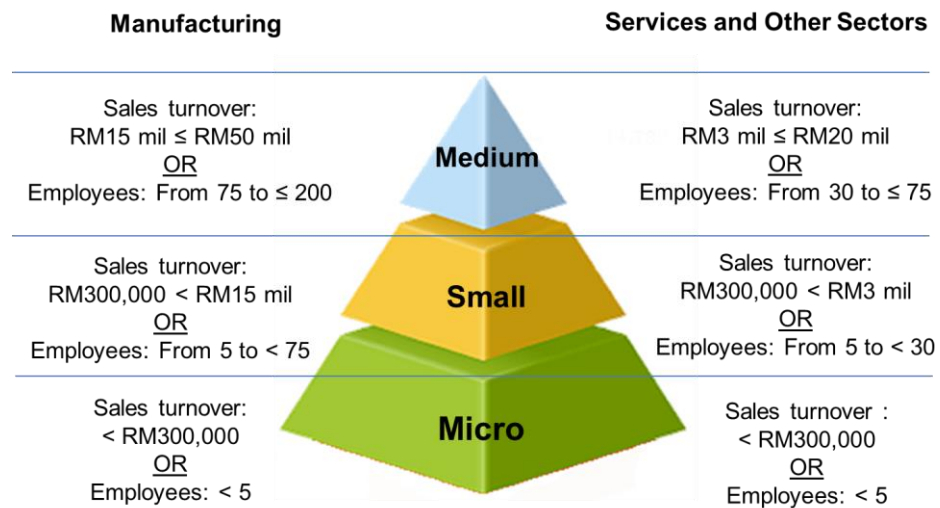 Manufacturing
Services and Other Sectors
Sales turnover:
RM15 mil ≤ RM50 mil
OR
Employees: From 75 to ≤ 200
Medium
Sales turnover:
RM3 mil ≤ RM20 mil
OR
Employees: From 30 to ≤ 75
Sales turnover:
RM300,000 < RM15 mil
OR
Employees: From 5 to < 75
Small
Sales turnover:
RM300,000 < RM3 mil
OR
Employees: From 5 to < 30
Sales turnover:
< RM300,000
OR
Employees: < 5
Micro
Sales turnover :
< RM300,000
OR
Employees: < 5